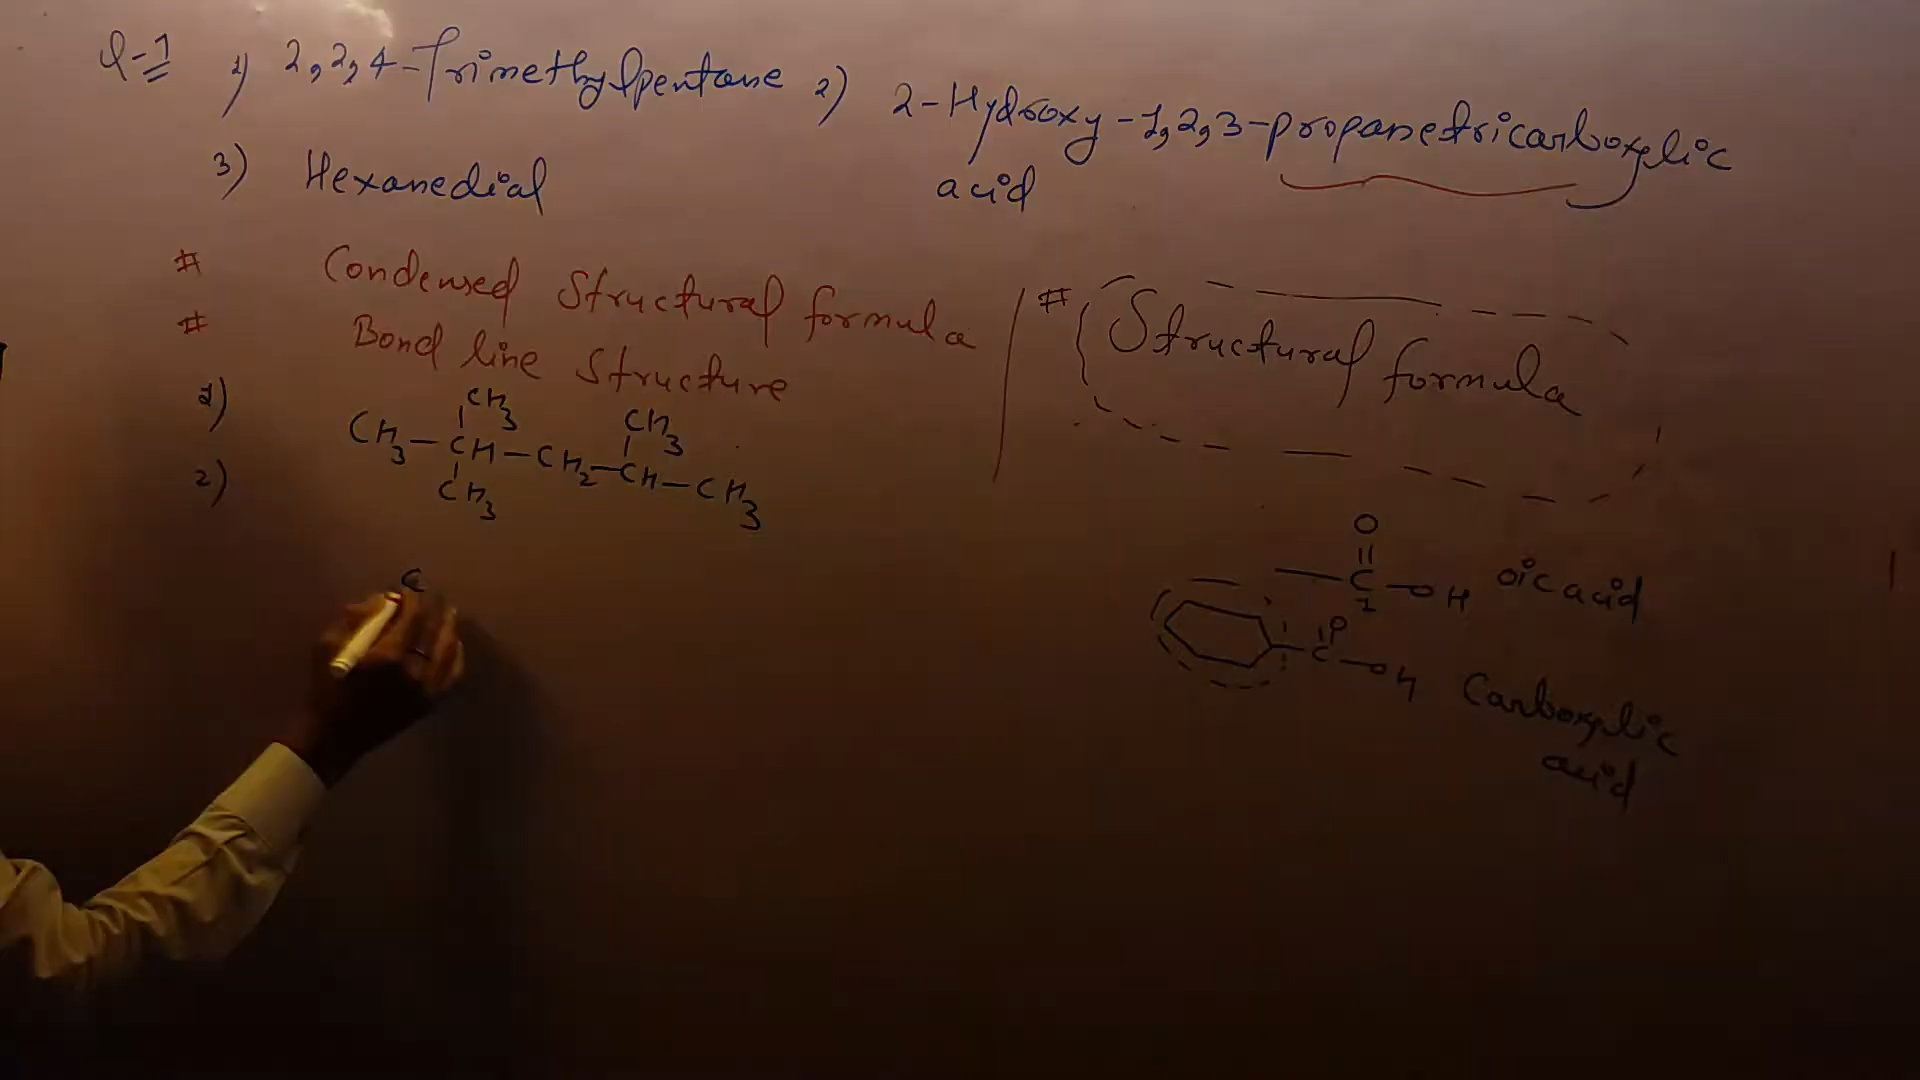 Q-1 1) 2,2,4-Trimethylpentane 2) 2-Hydroxy-1,2,3-propanetricarboxylic acid
3) Hexanedial
# Condensed Structural formula
# Bond line Structure
# Structural formula
1)
CH3 CH3
CH3-CH-CH2-CH-CH3
CH3
2)
C
O
||
-C-OH oic acid
1
C-OH Carboxylic
acid